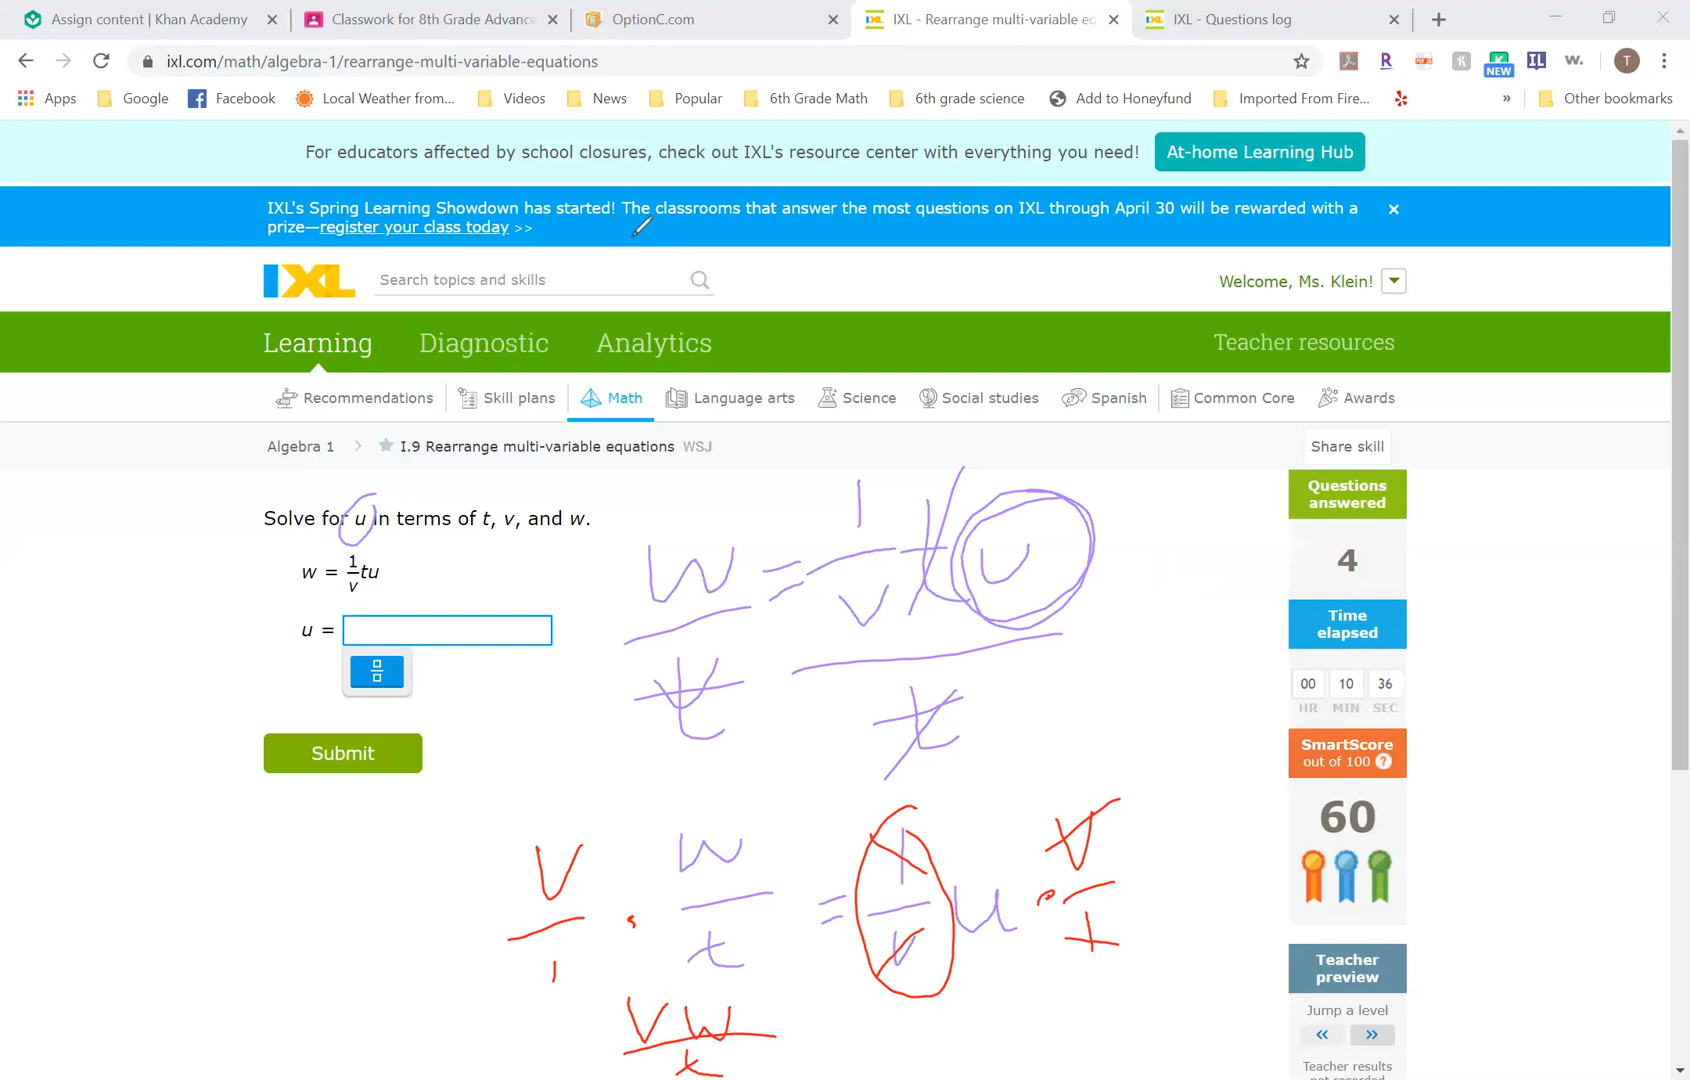 Assign content | Khan Academy
Classwork for 8th Grade Advance
OptionC.com
IXL - Rearrange multi-variable eq
IXL - Questions log
ixl.com/math/algebra-1/rearrange-multi-variable-equations
NEW
T
Apps
Google
Facebook
Local Weather from...
Videos
News
Popular
6th Grade Math
6th grade science
Add to Honeyfund
Imported From Fire...
»
Other bookmarks
For educators affected by school closures, check out IXL's resource center with everything you need!
At-home Learning Hub
IXL's Spring Learning Showdown has started! The classrooms that answer the most questions on IXL through April 30 will be rewarded with a
prize—register your class today >>
IXL
Search topics and skills
Welcome, Ms. Klein!
Learning
Diagnostic
Analytics
Teacher resources
Recommendations
Skill plans
Math
Language arts
Science
Social studies
Spanish
Common Core
Awards
Algebra 1
I.9 Rearrange multi-variable equations WSJ
Share skill
Solve for u in terms of t, v, and w.
w = 1/v tu
u =
Submit
w/t = 1/v t u / t
v/1 · w/t = 1/v u · v/1
vw/t
Questions
answered
4
Time
elapsed
00 10 36
HR MIN SEC
SmartScore
out of 100 ?
60
Teacher
preview
Jump a level
« »
Teacher results